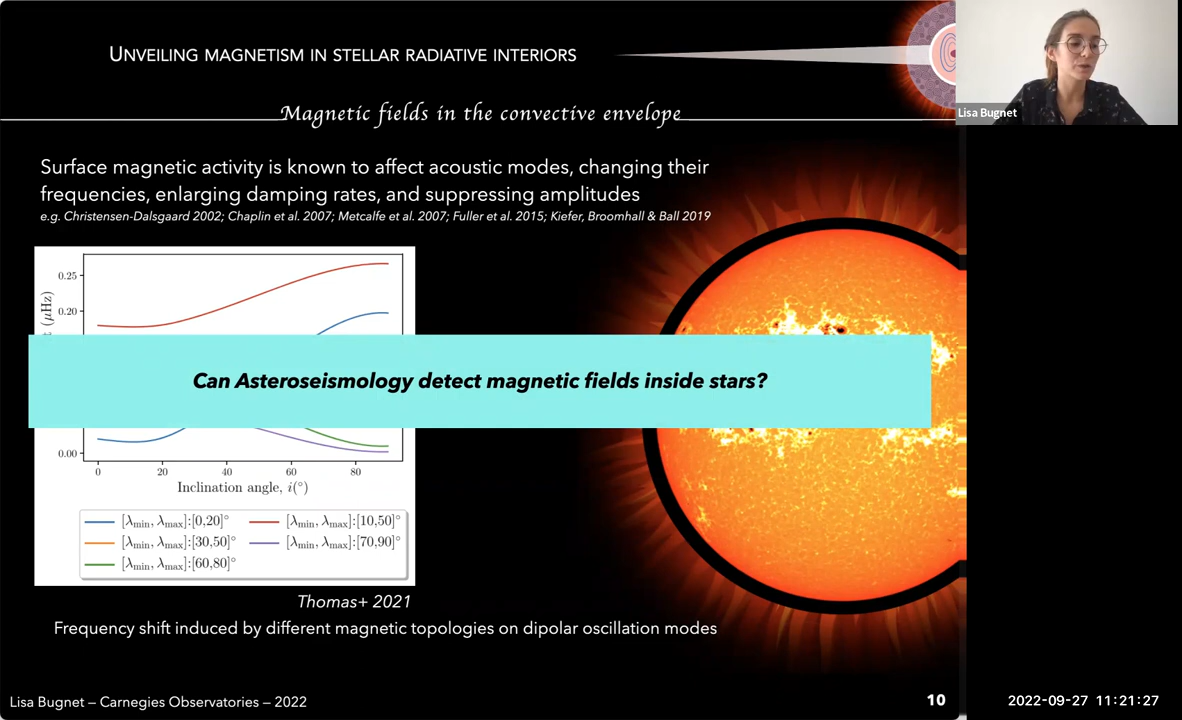 UNVEILING MAGNETISM IN STELLAR RADIATIVE INTERIORS
Lisa Bugnet
Magnetic fields in the convective envelope
Surface magnetic activity is known to affect acoustic modes, changing their
frequencies, enlarging damping rates, and suppressing amplitudes
e.g. Christensen-Dalsgaard 2002; Chaplin et al. 2007; Metcalfe et al. 2007; Fuller et al. 2015; Kiefer, Broomhall & Ball 2019
0.25
0.20
(μHz)
Can Asteroseismology detect magnetic fields inside stars?
0.00
0 20 40 60 80
Inclination angle, i(°)
[λmin, λmax]:[0,20]° [λmin, λmax]:[10,50]°
[λmin, λmax]:[30,50]° [λmin, λmax]:[70,90]°
[λmin, λmax]:[60,80]°
Thomas+ 2021
Frequency shift induced by different magnetic topologies on dipolar oscillation modes
Lisa Bugnet – Carnegies Observatories – 2022
10
2022-09-27 11:21:27